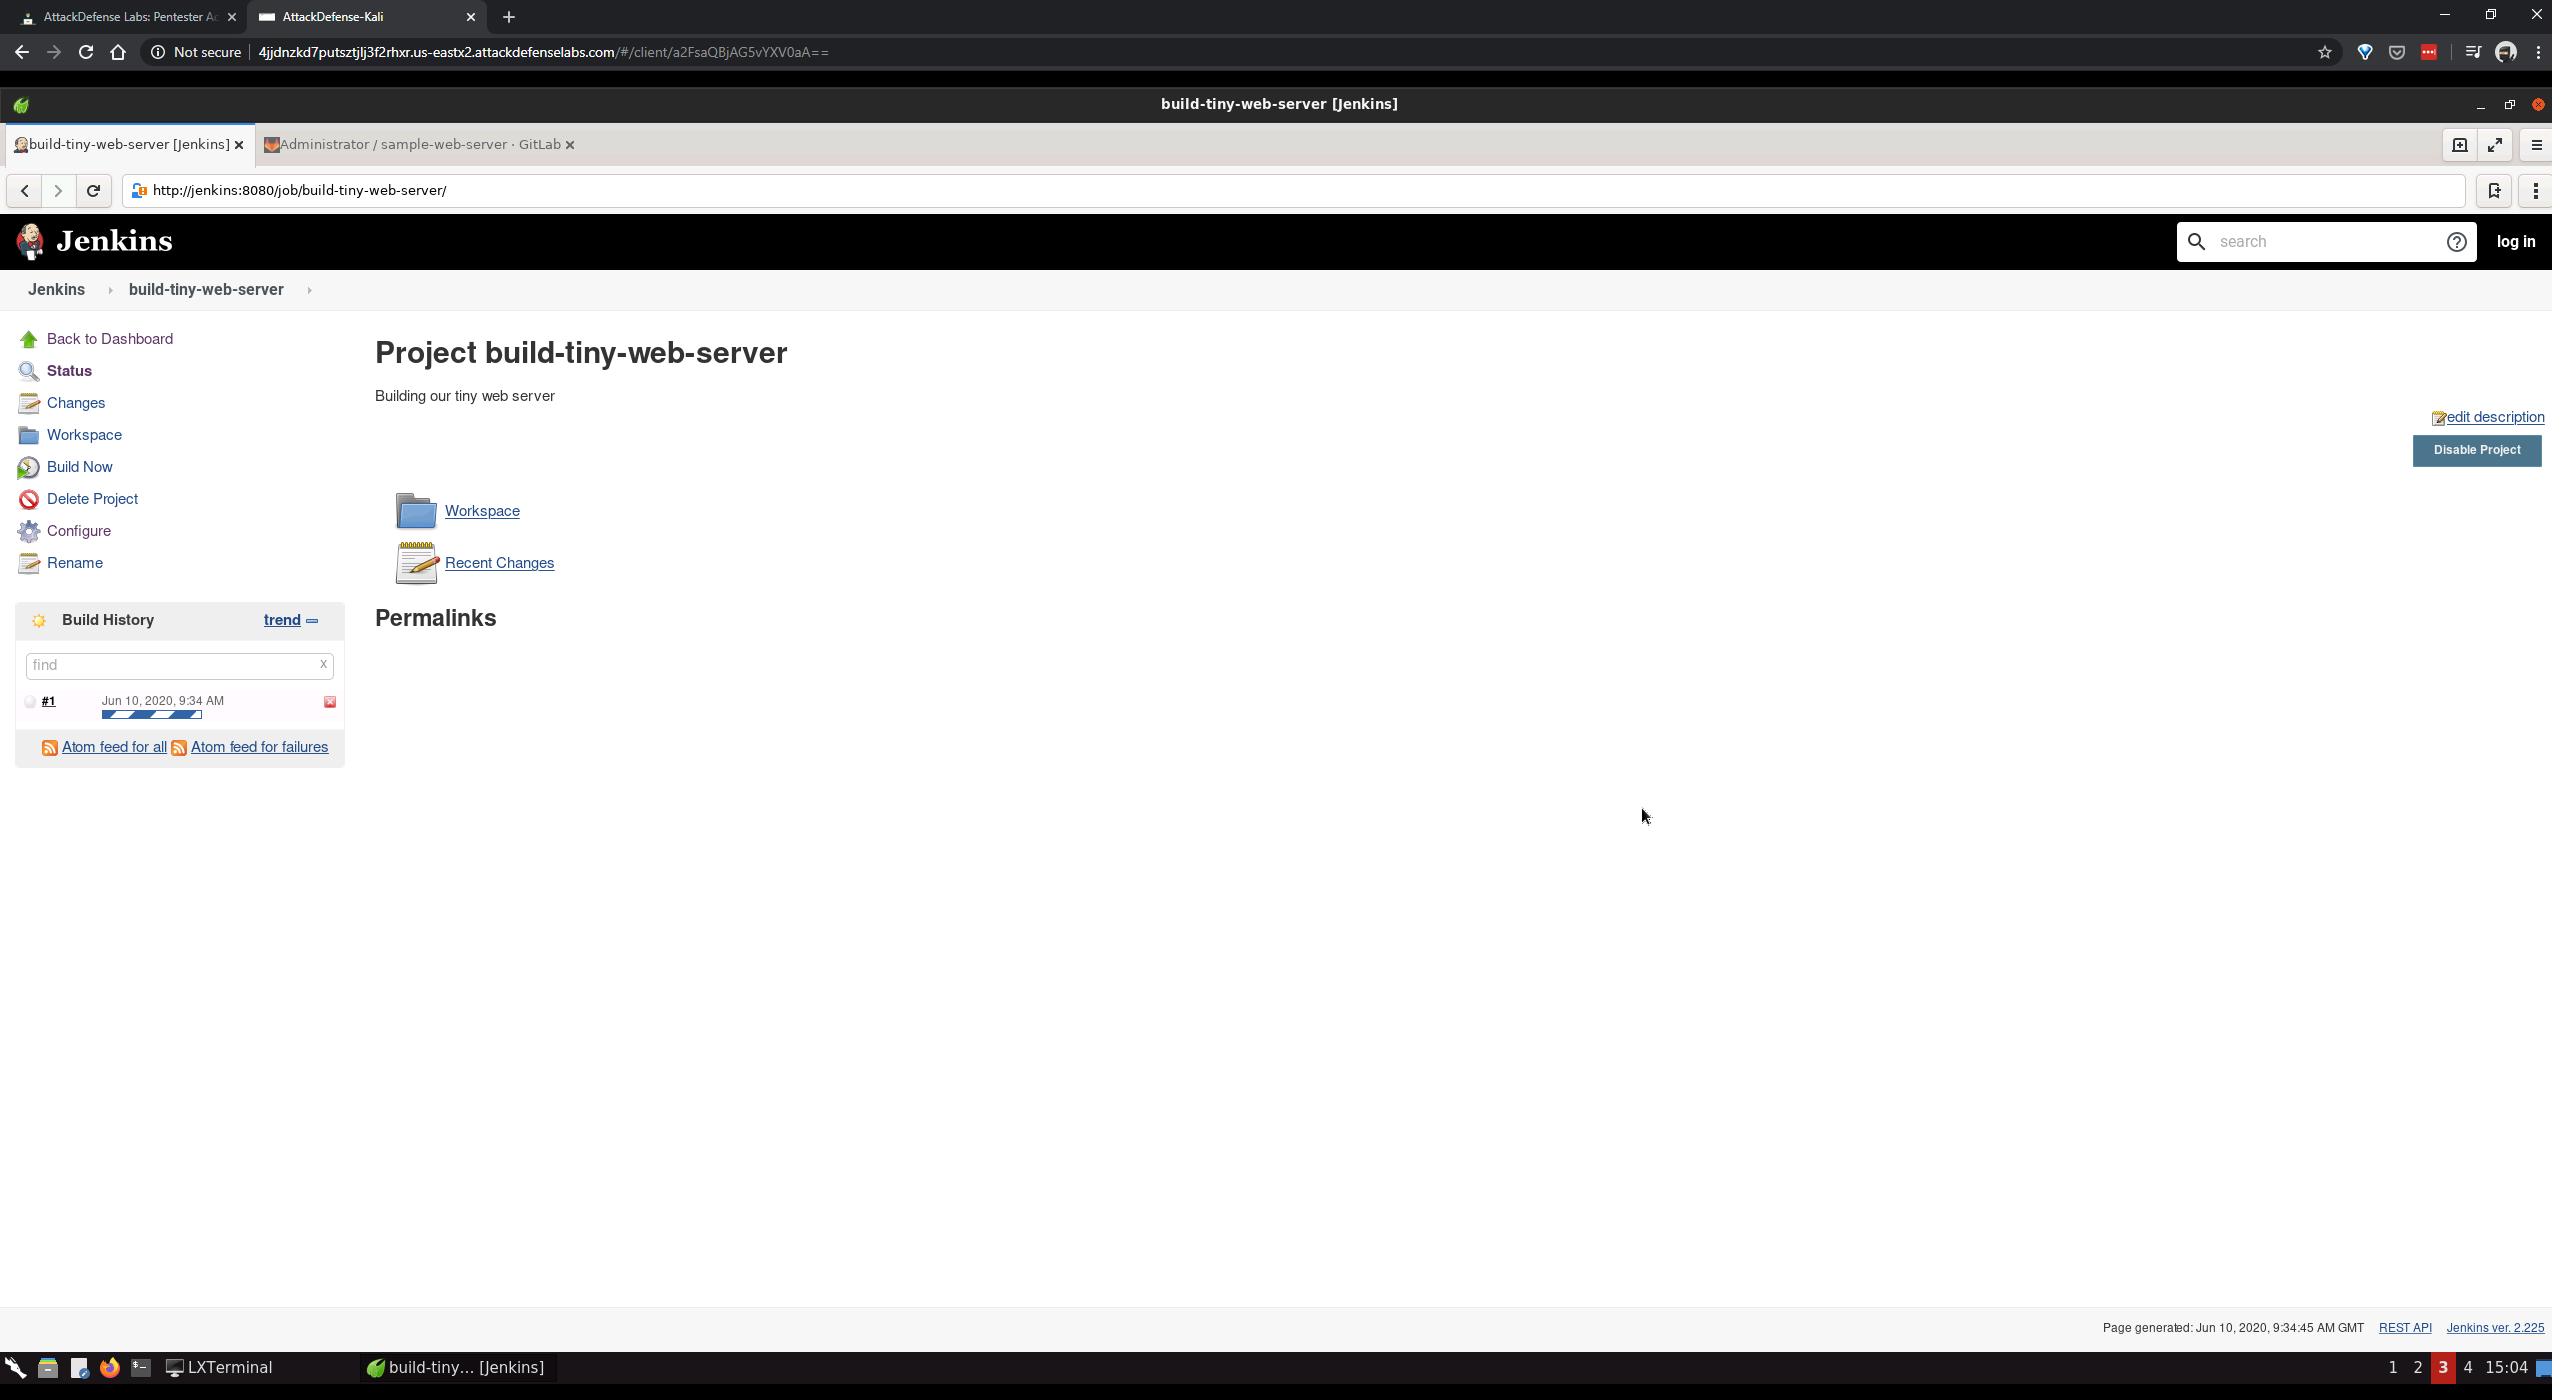 AttackDefense Labs: Pentester Ac
AttackDefense-Kali
Not secure
4jjdnzkd7putsztjlj3f2rhxr.us-eastx2.attackdefenselabs.com/#/client/a2FsaQBjAG5vYXV0aA==
build-tiny-web-server [Jenkins]
build-tiny-web-server [Jenkins]
Administrator / sample-web-server · GitLab
http://jenkins:8080/job/build-tiny-web-server/
Jenkins
search
log in
Jenkins
build-tiny-web-server
Back to Dashboard
Status
Changes
Workspace
Build Now
Delete Project
Configure
Rename
Project build-tiny-web-server
Building our tiny web server
edit description
Disable Project
Workspace
Recent Changes
Permalinks
Build History
trend
find
x
#1
Jun 10, 2020, 9:34 AM
Atom feed for all
Atom feed for failures
Page generated: Jun 10, 2020, 9:34:45 AM GMT
REST API
Jenkins ver. 2.225
LXTerminal
build-tiny... [Jenkins]
1 2 3 4 15:04